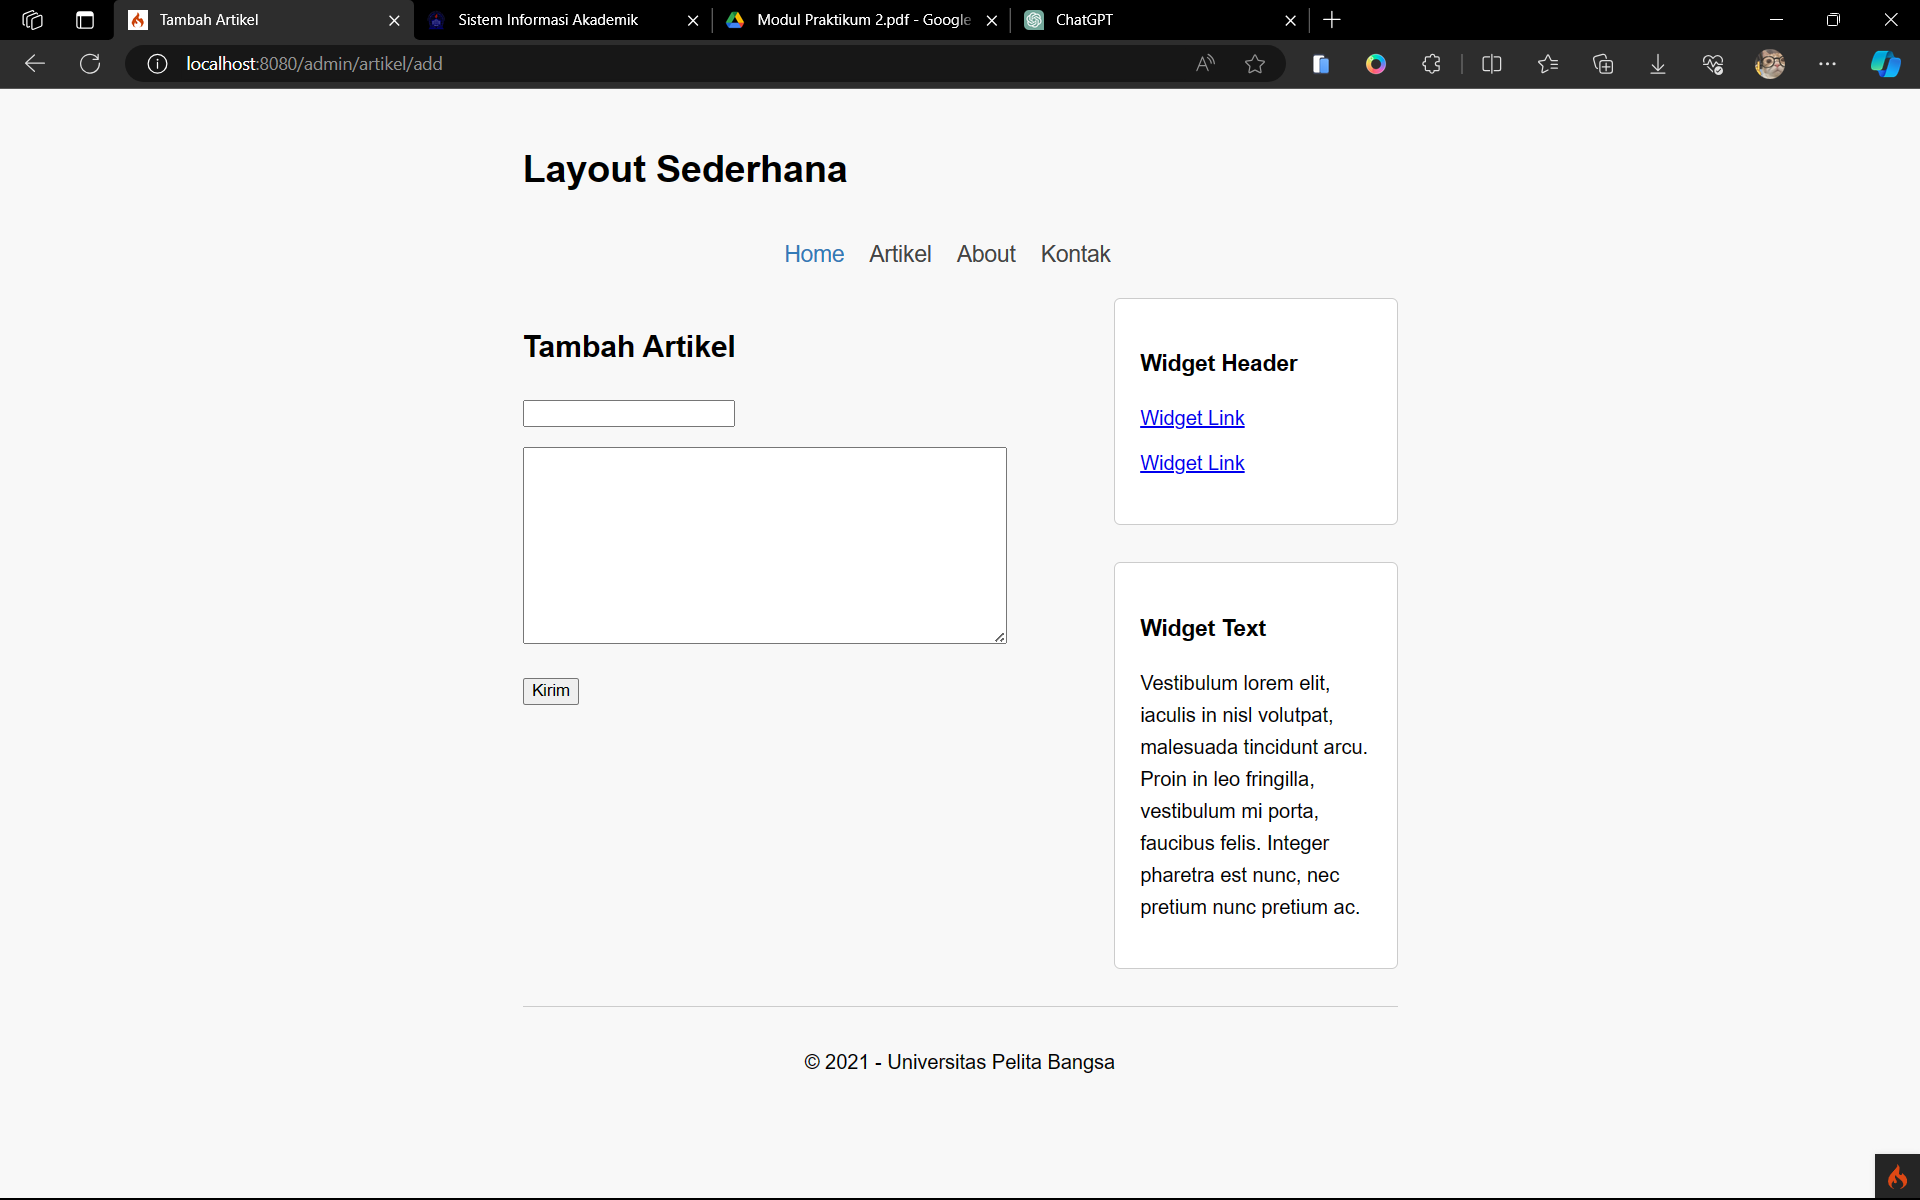 Tambah Artikel
Sistem Informasi Akademik
Modul Praktikum 2.pdf - Google
ChatGPT
localhost:8080/admin/artikel/add
Layout Sederhana
Home Artikel About Kontak
Tambah Artikel
Kirim
Widget Header
Widget Link
Widget Link
Widget Text
Vestibulum lorem elit,
iaculis in nisl volutpat,
malesuada tincidunt arcu.
Proin in leo fringilla,
vestibulum mi porta,
faucibus felis. Integer
pharetra est nunc, nec
pretium nunc pretium ac.
© 2021 - Universitas Pelita Bangsa